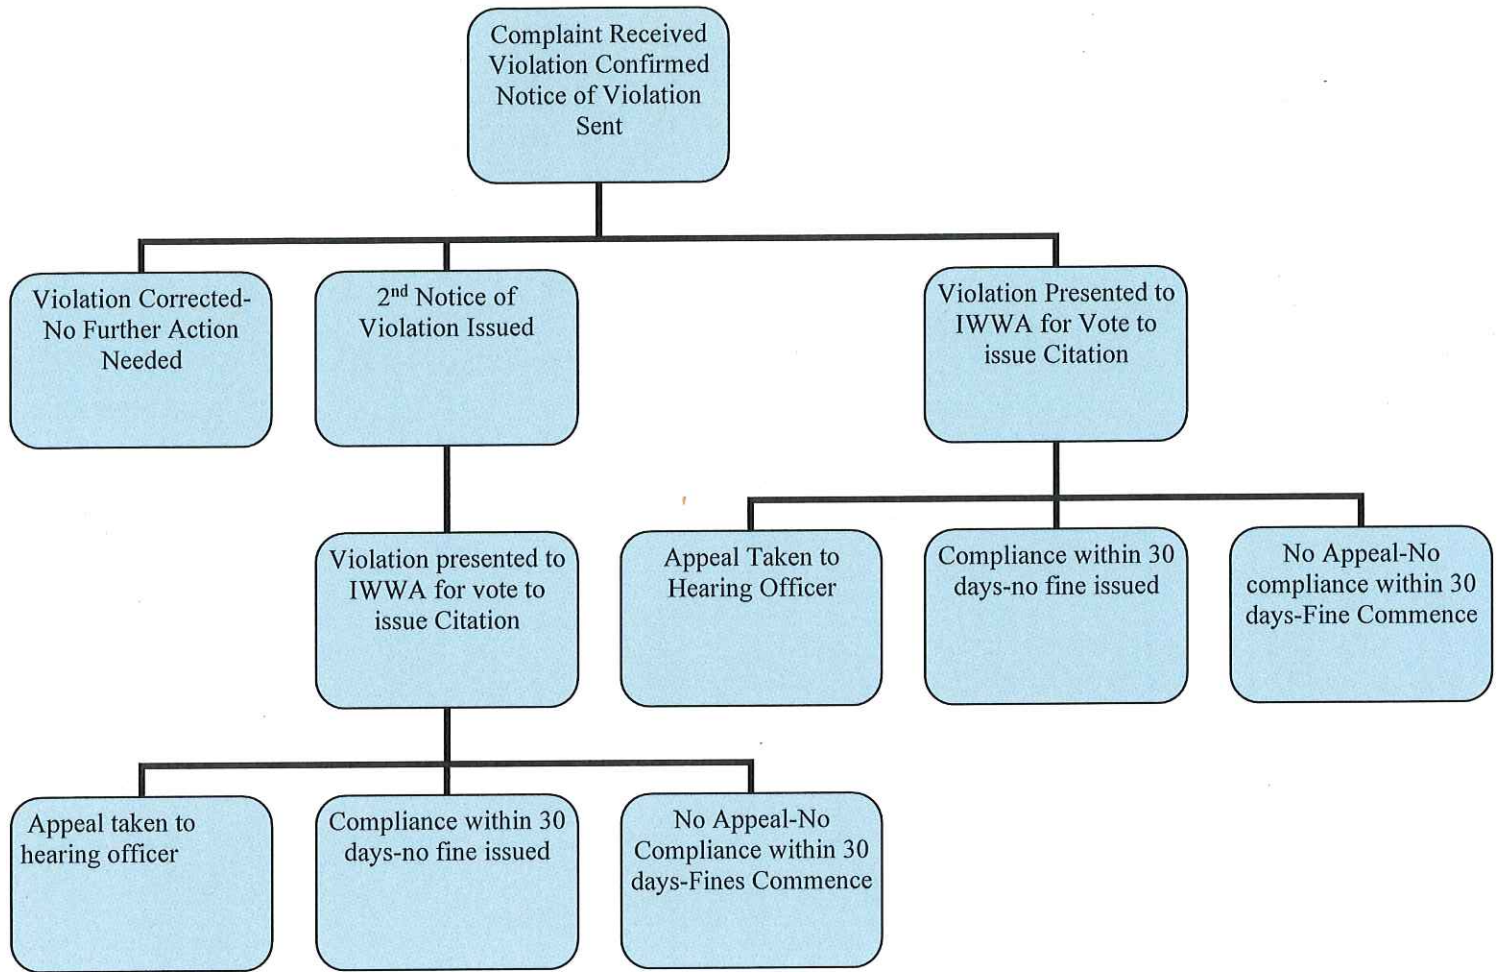 Complaint Received
Violation Confirmed
Notice of Violation
Sent
Violation Corrected-
No Further Action
Needed
2nd Notice of
Violation Issued
Violation Presented to
IWWA for Vote to
issue Citation
Violation presented to
IWWA for vote to
issue Citation
Appeal Taken to
Hearing Officer
Compliance within 30
days-no fine issued
No Appeal-No
compliance within 30
days-Fine Commence
Appeal taken to
hearing officer
Compliance within 30
days-no fine issued
No Appeal-No
Compliance within 30
days-Fines Commence